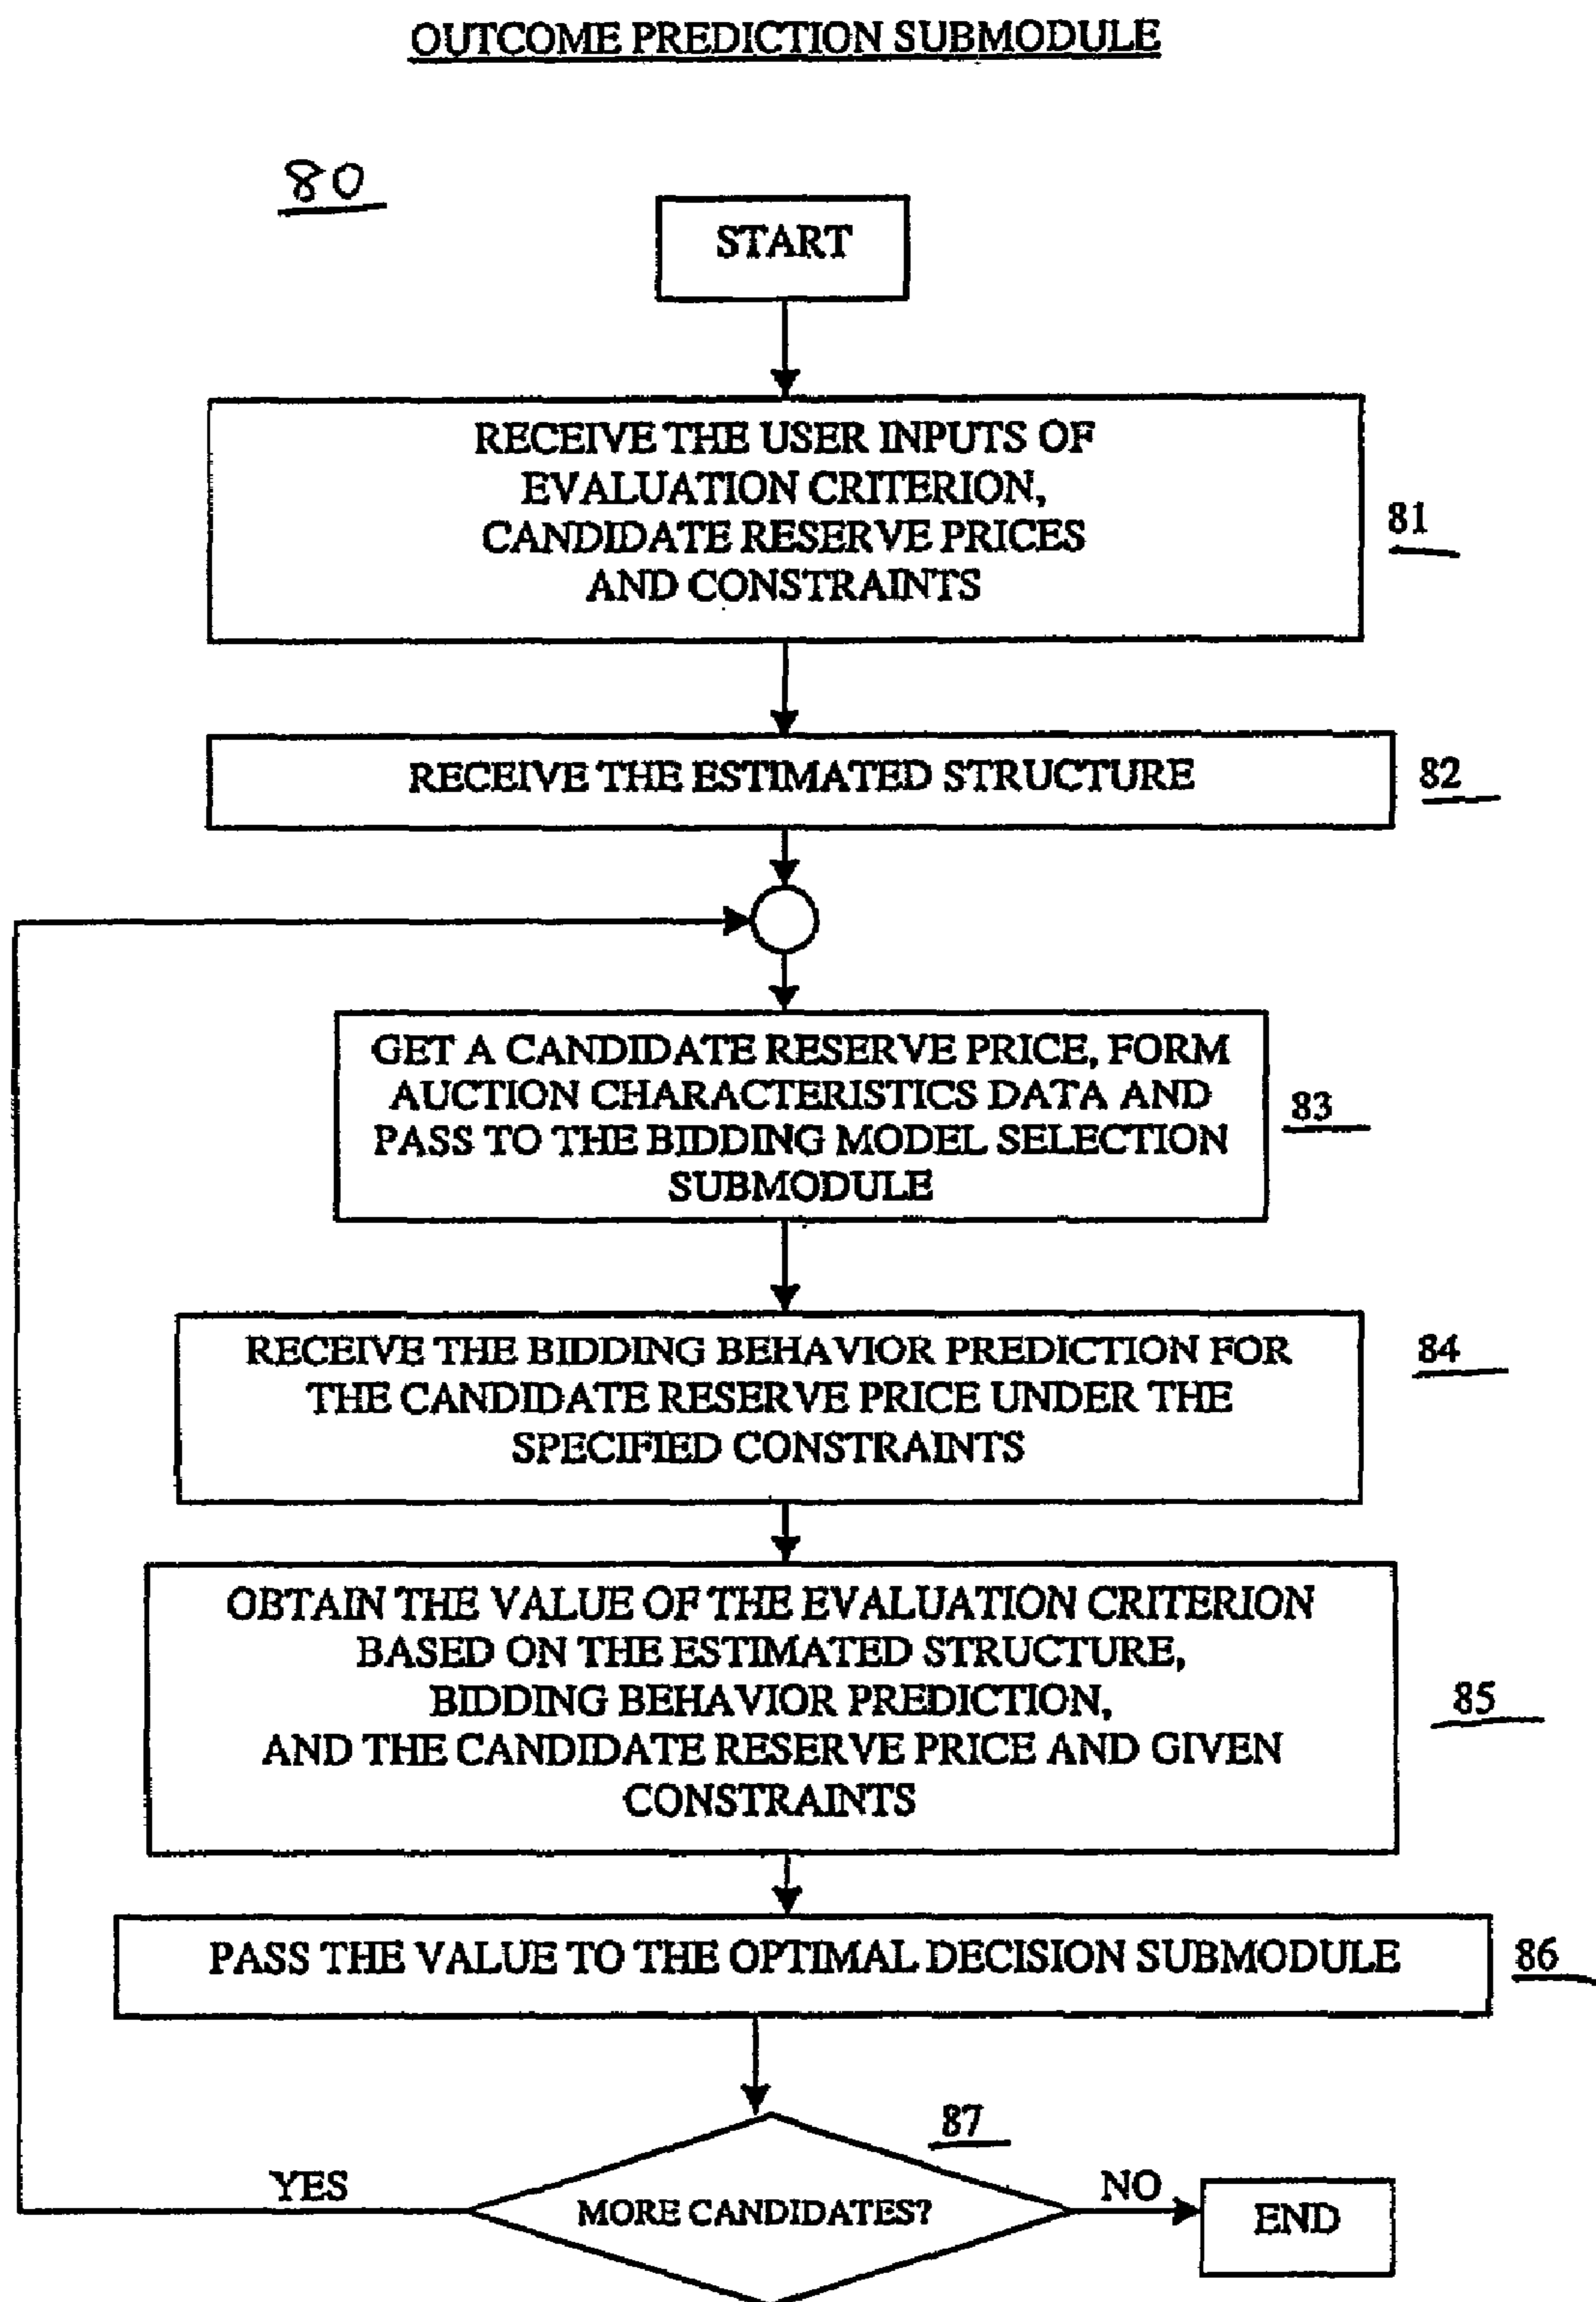 OUTCOME PREDICTION SUBMODULE
80
START
RECEIVE THE USER INPUTS OF
EVALUATION CRITERION,
CANDIDATE RESERVE PRICES
AND CONSTRAINTS
81
RECEIVE THE ESTIMATED STRUCTURE
82
GET A CANDIDATE RESERVE PRICE, FORM
AUCTION CHARACTERISTICS DATA AND
PASS TO THE BIDDING MODEL SELECTION
SUBMODULE
83
RECEIVE THE BIDDING BEHAVIOR PREDICTION FOR
THE CANDIDATE RESERVE PRICE UNDER THE
SPECIFIED CONSTRAINTS
84
OBTAIN THE VALUE OF THE EVALUATION CRITERION
BASED ON THE ESTIMATED STRUCTURE,
BIDDING BEHAVIOR PREDICTION,
AND THE CANDIDATE RESERVE PRICE AND GIVEN
CONSTRAINTS
85
PASS THE VALUE TO THE OPTIMAL DECISION SUBMODULE
86
87
YES
MORE CANDIDATES?
NO
END